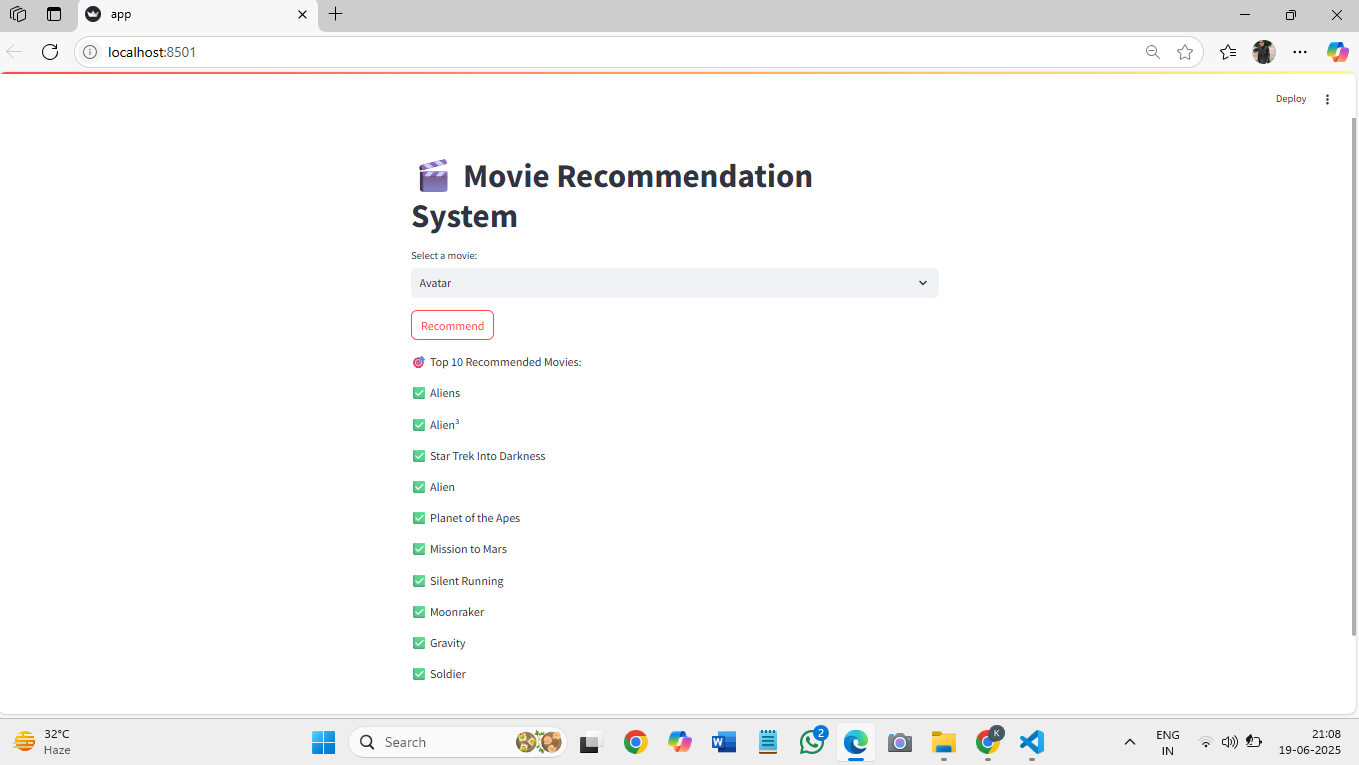 app
localhost:8501
Deploy
🎬 Movie Recommendation
System
Select a movie:
Avatar
Recommend
🎯 Top 10 Recommended Movies:
✅ Aliens
✅ Alien³
✅ Star Trek Into Darkness
✅ Alien
✅ Planet of the Apes
✅ Mission to Mars
✅ Silent Running
✅ Moonraker
✅ Gravity
✅ Soldier
32°C
Haze
Search
2
K
ENG
IN
21:08
19-06-2025